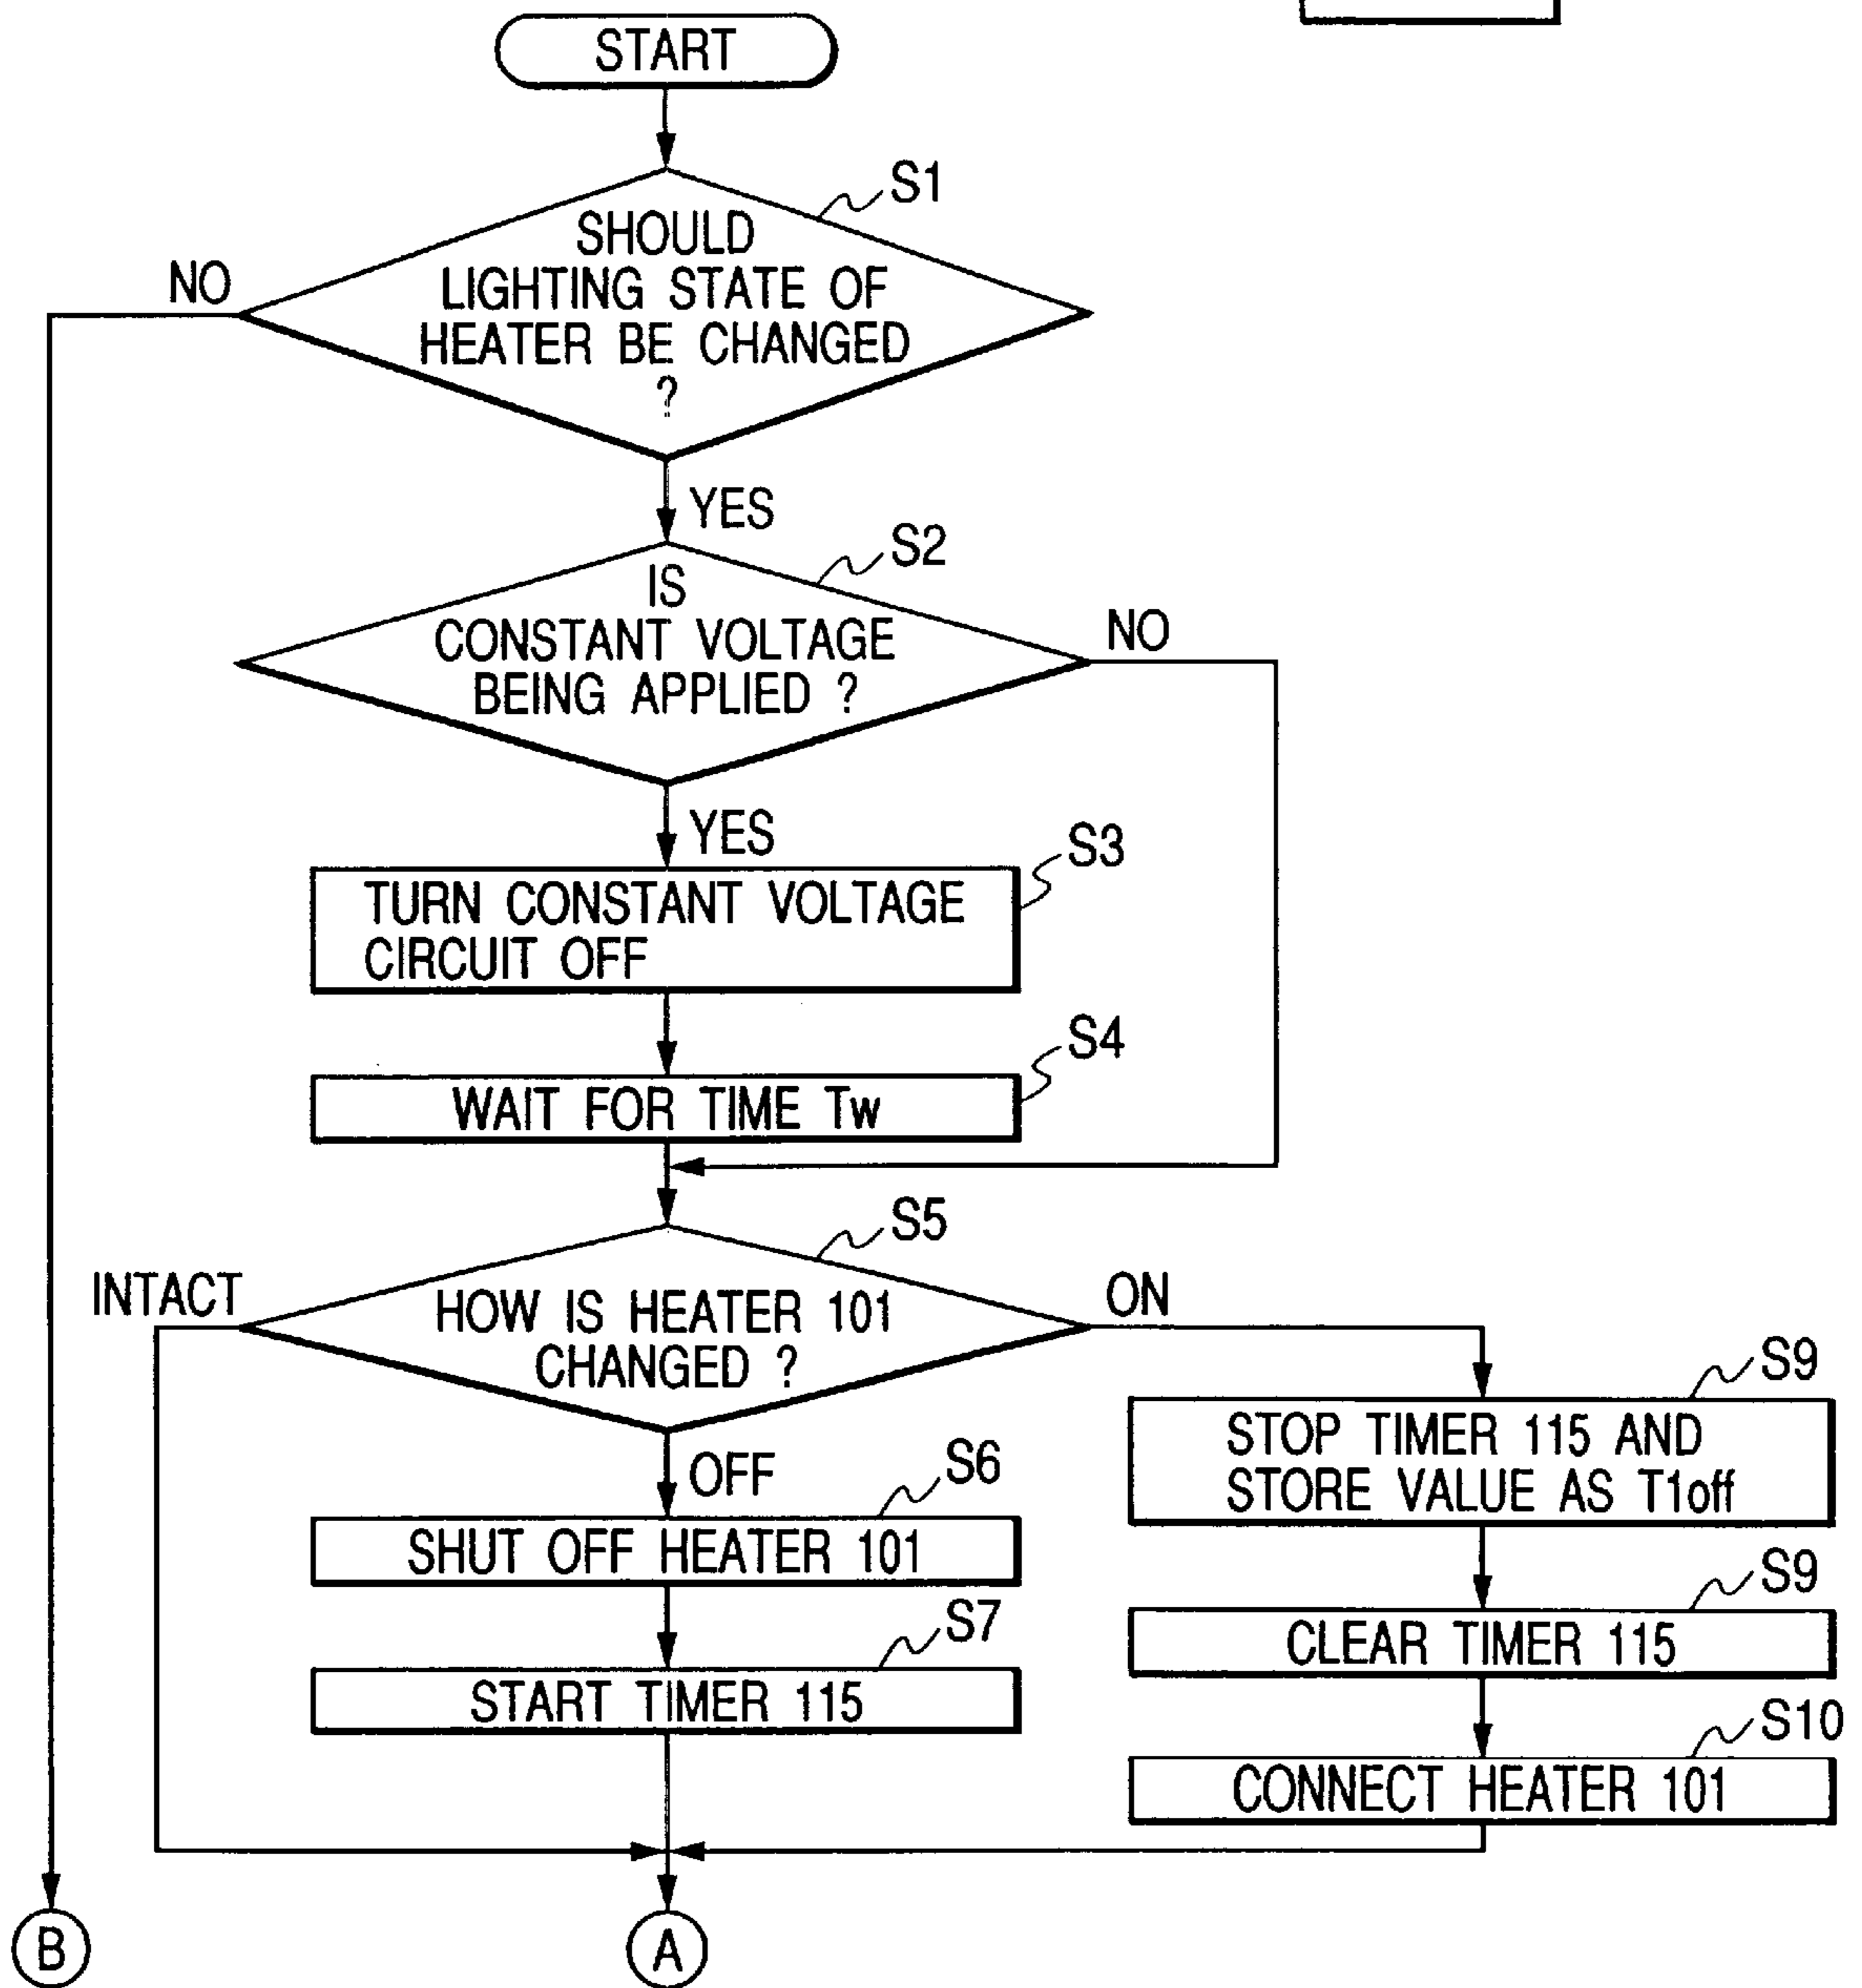 START
S1
SHOULD
LIGHTING STATE OF
HEATER BE CHANGED
?
NO
YES
S2
IS
CONSTANT VOLTAGE
BEING APPLIED ?
NO
YES
S3
TURN CONSTANT VOLTAGE
CIRCUIT OFF
S4
WAIT FOR TIME Tw
S5
HOW IS HEATER 101
CHANGED ?
INTACT
ON
OFF
S6
SHUT OFF HEATER 101
S7
START TIMER 115
S9
STOP TIMER 115 AND
STORE VALUE AS T1off
S9
CLEAR TIMER 115
S10
CONNECT HEATER 101
B
A